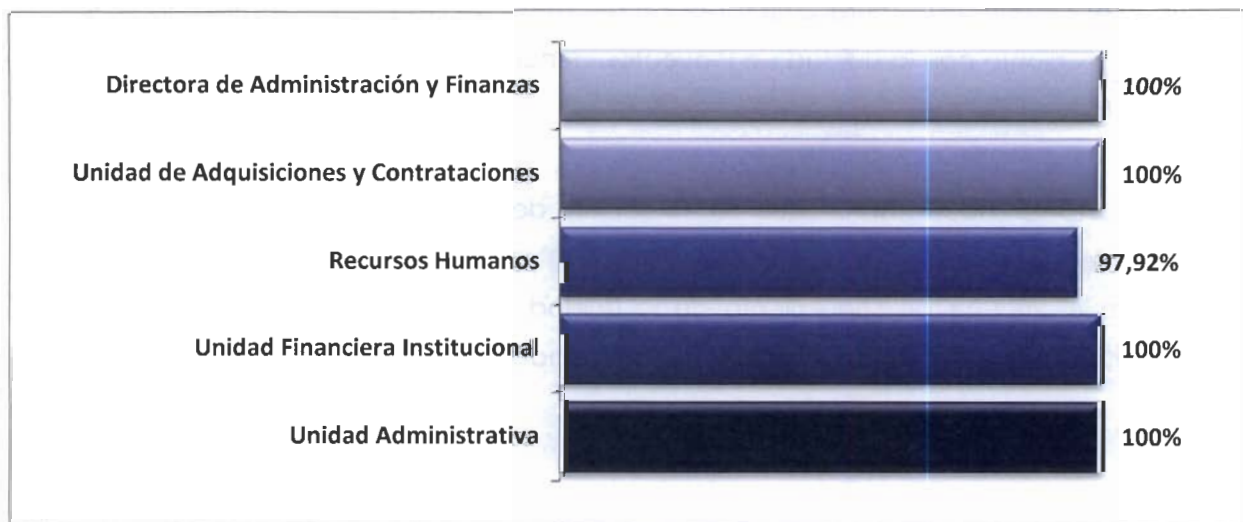 Directora de Administración y Finanzas 100%
Unidad de Adquisiciones y Contrataciones 100%
Recursos Humanos 97,92%
Unidad Financiera Institucional 100%
Unidad Administrativa 100%